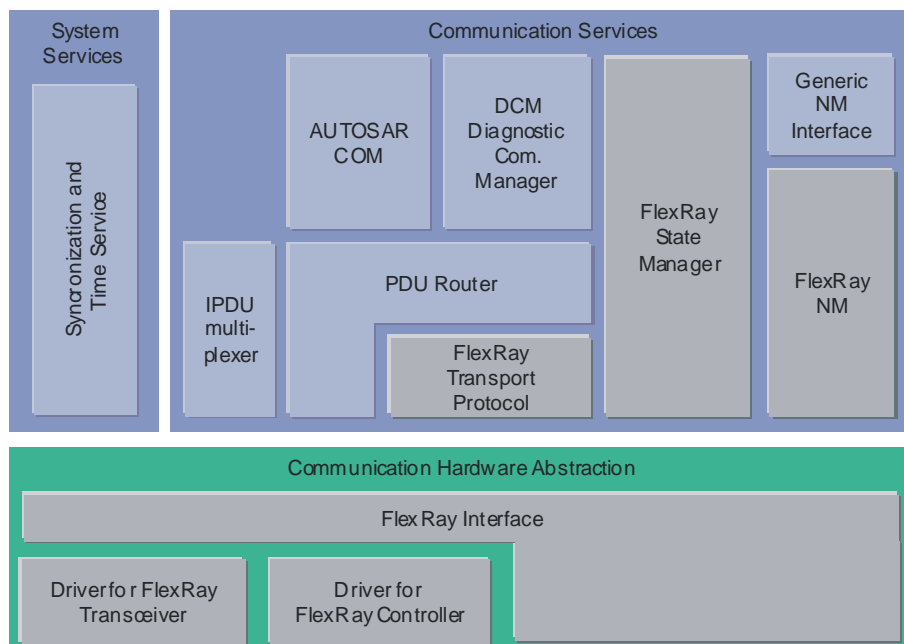 System
Services
Syncronization and
Time Service
Communication Services
AUTOSAR
COM
DCM
Diagnostic
Com.
Manager
FlexRay
State
Manager
Generic
NM
Interface
IPDU
multi-
plexer
PDU Router
FlexRay
Transport
Protocol
FlexRay
NM
Communication Hardware Abstraction
FlexRay Interface
Driver for FlexRay
Transceiver
Driver for
FlexRay Controller